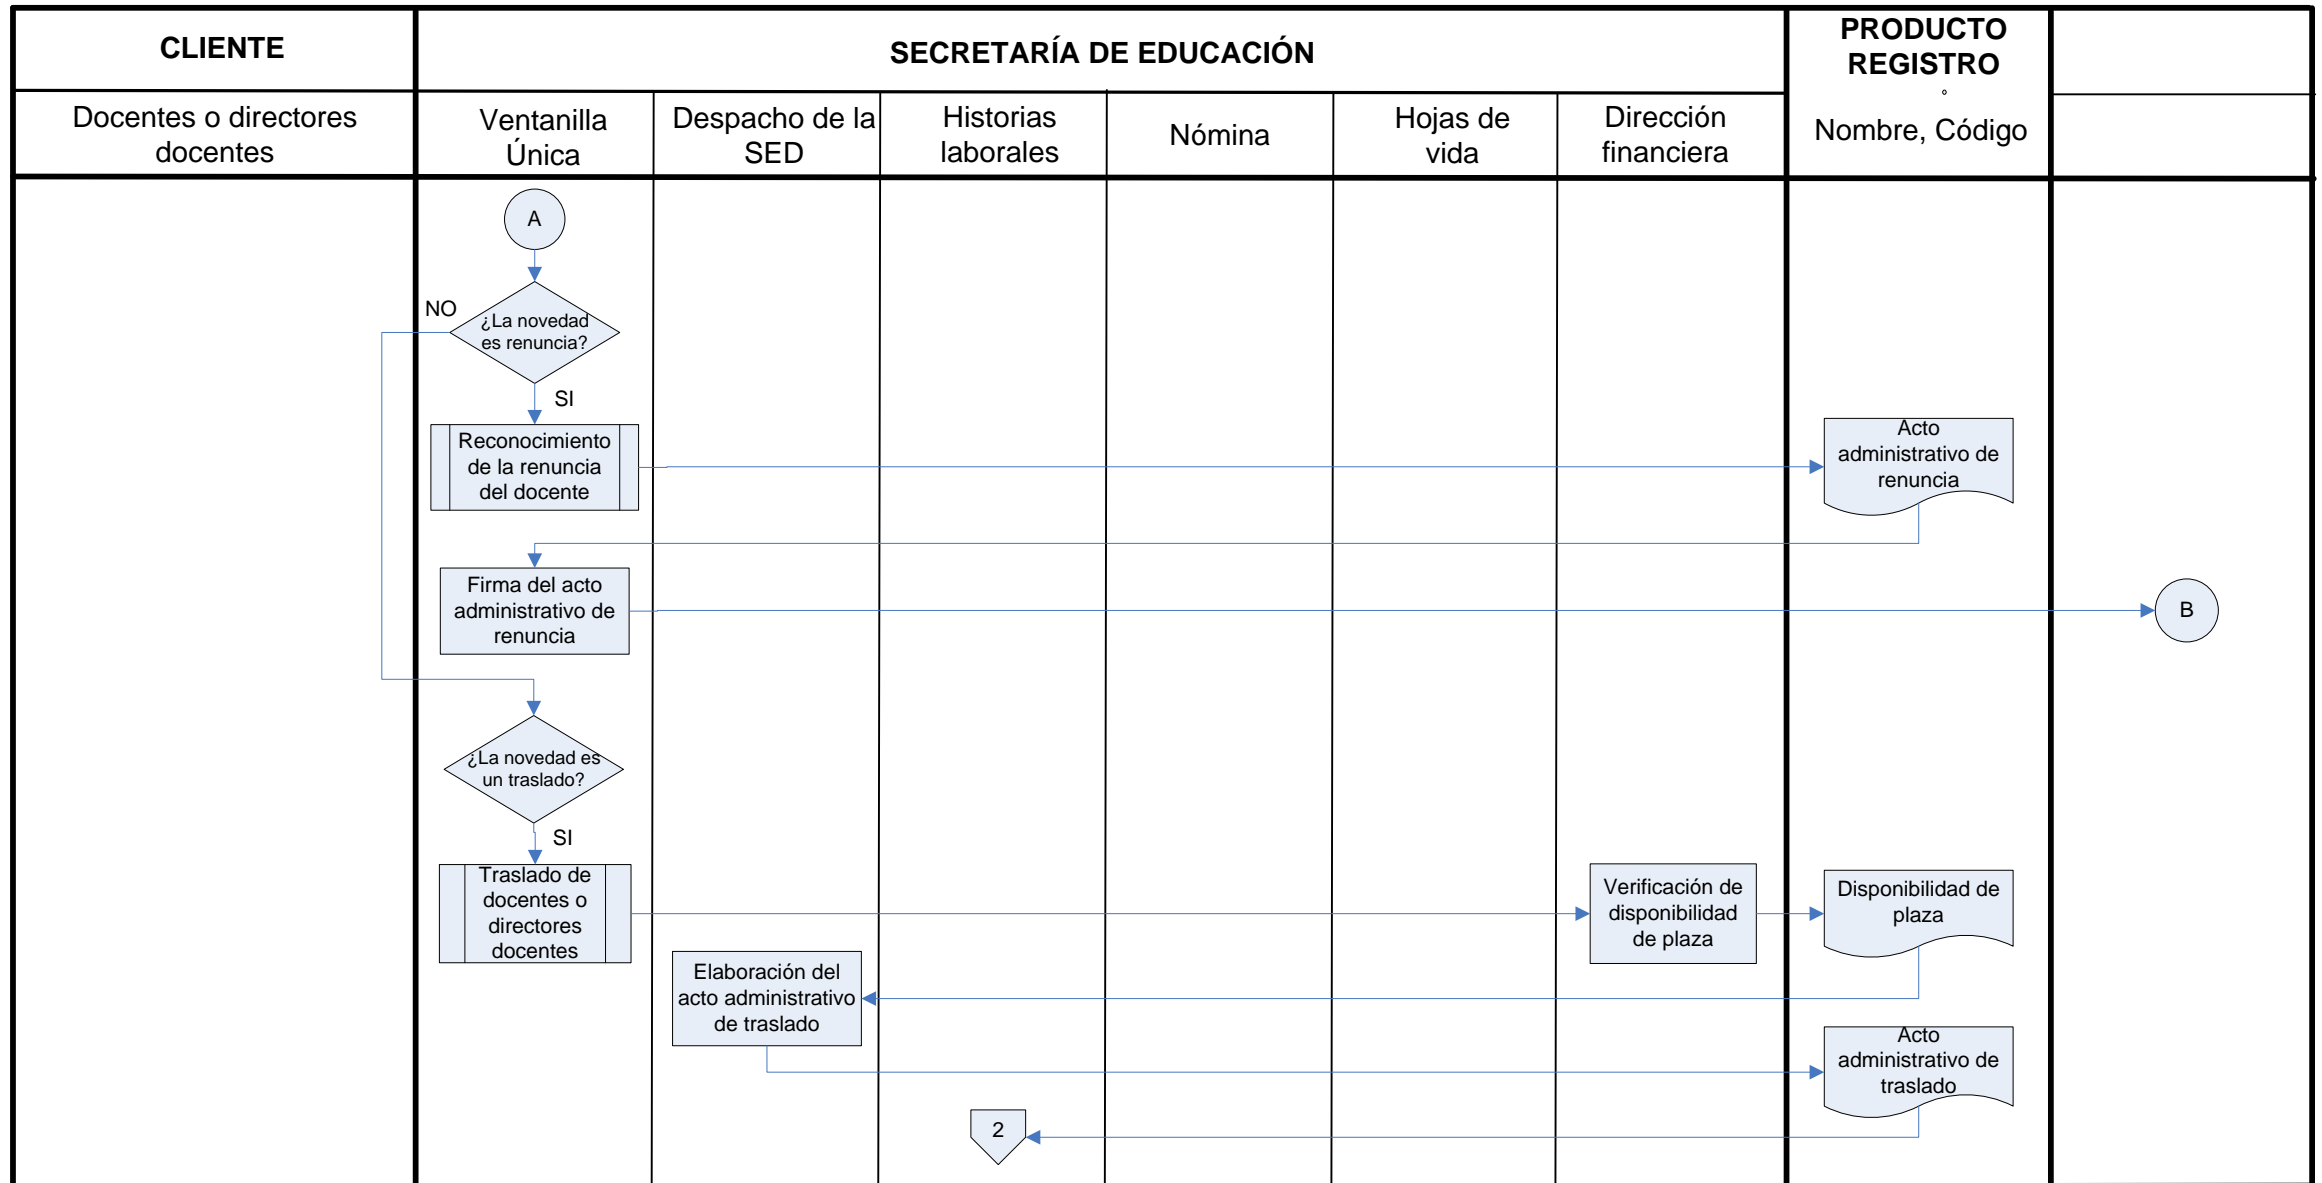 CLIENTE
SECRETARÍA DE EDUCACIÓN
PRODUCTO
REGISTRO
Docentes o directores
docentes
Ventanilla
Única
Despacho de la
SED
Historias
laborales
Nómina
Hojas de
vida
Dirección
financiera
°
Nombre, Código
A
NO
¿La novedad
es renuncia?
SI
Reconocimiento
de la renuncia
del docente
Acto
administrativo de
renuncia
Firma del acto
administrativo de
renuncia
B
¿La novedad es
un traslado?
SI
Traslado de
docentes o
directores
docentes
Verificación de
disponibilidad
de plaza
Disponibilidad de
plaza
Elaboración del
acto administrativo
de traslado
Acto
administrativo de
traslado
2